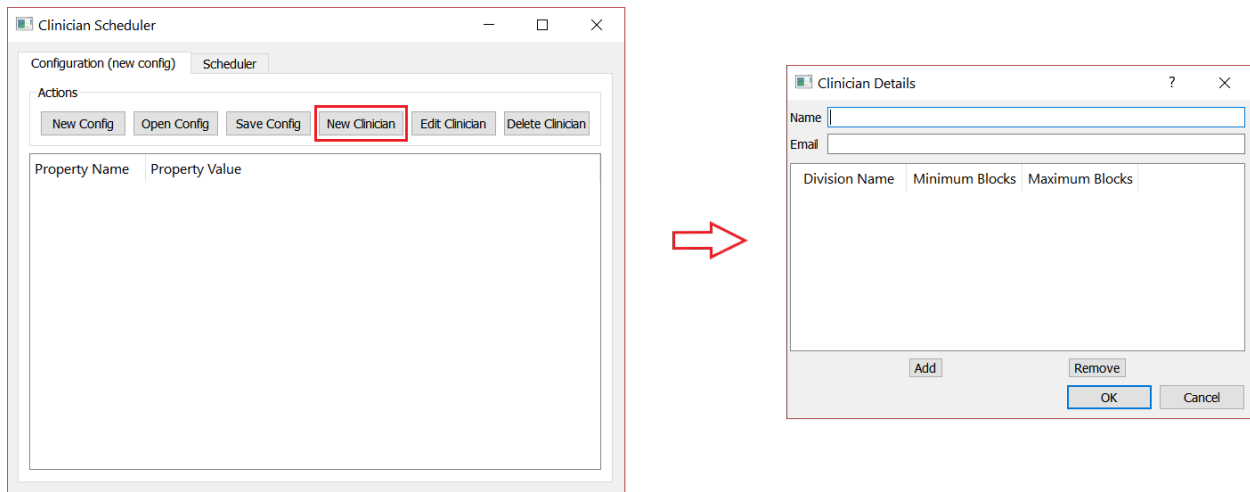 Clinician Scheduler
Configuration (new config) Scheduler
Actions
New Config Open Config Save Config New Clinician Edit Clinician Delete Clinician
Property Name Property Value
Clinician Details ?
Name
Email
Division Name Minimum Blocks Maximum Blocks
Add Remove
OK Cancel